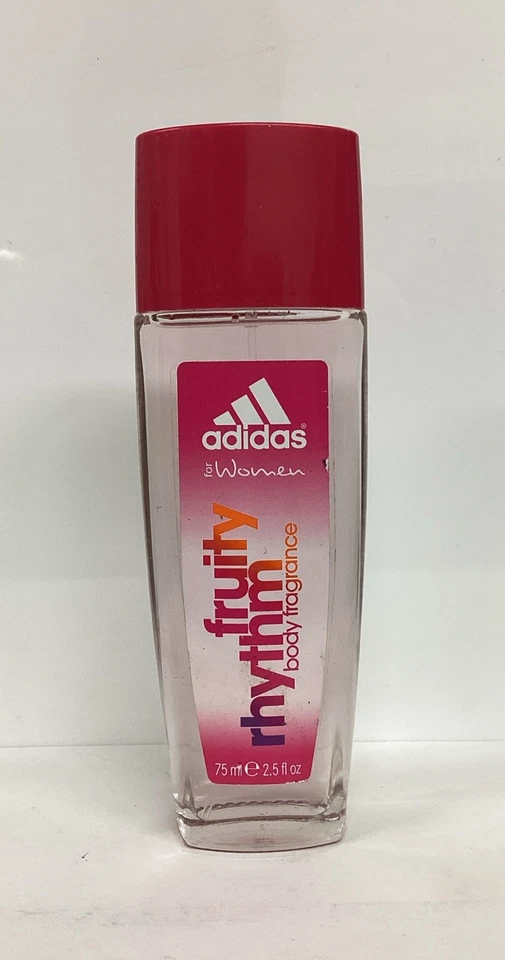 adidas®
for Women
fruity
rhythm
body fragrance
75 ml ℮ 2.5 fl oz